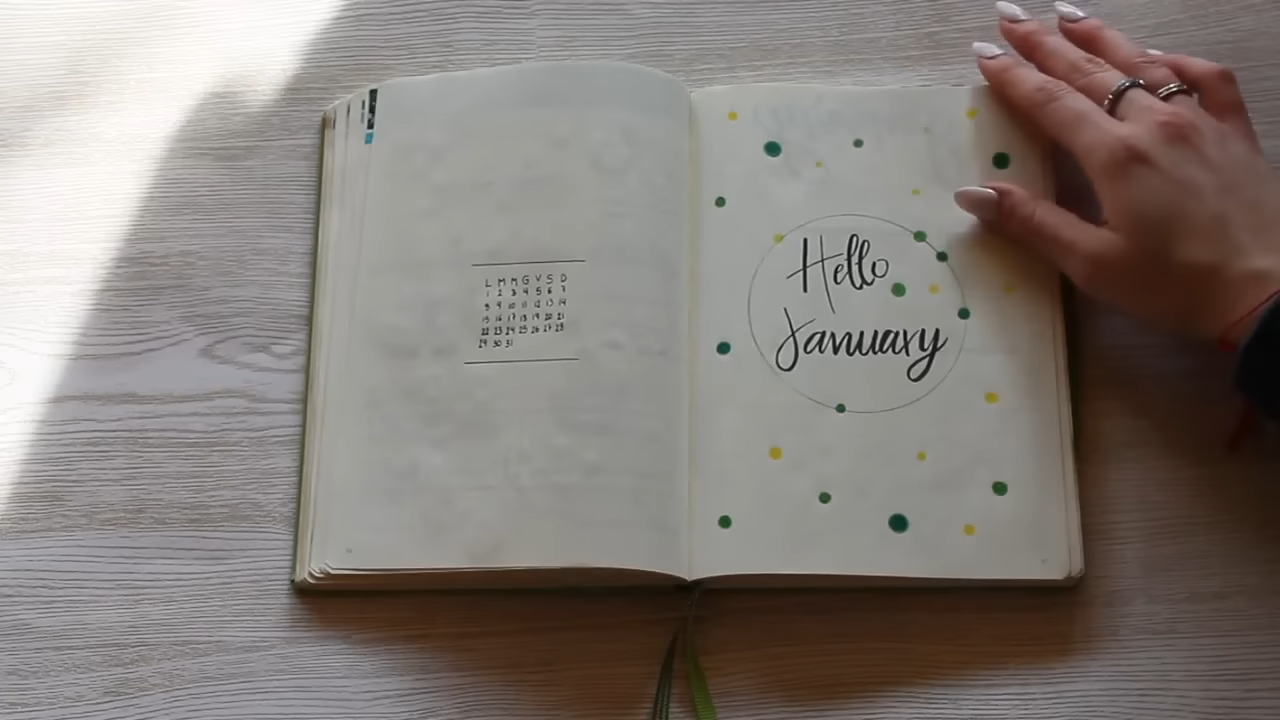 L M M G V S D
1 2 3 4 5 6 7
8 9 10 11 12 13 14
15 16 17 18 19 20 21
22 23 24 25 26 27 28
29 30 31
Hello
January